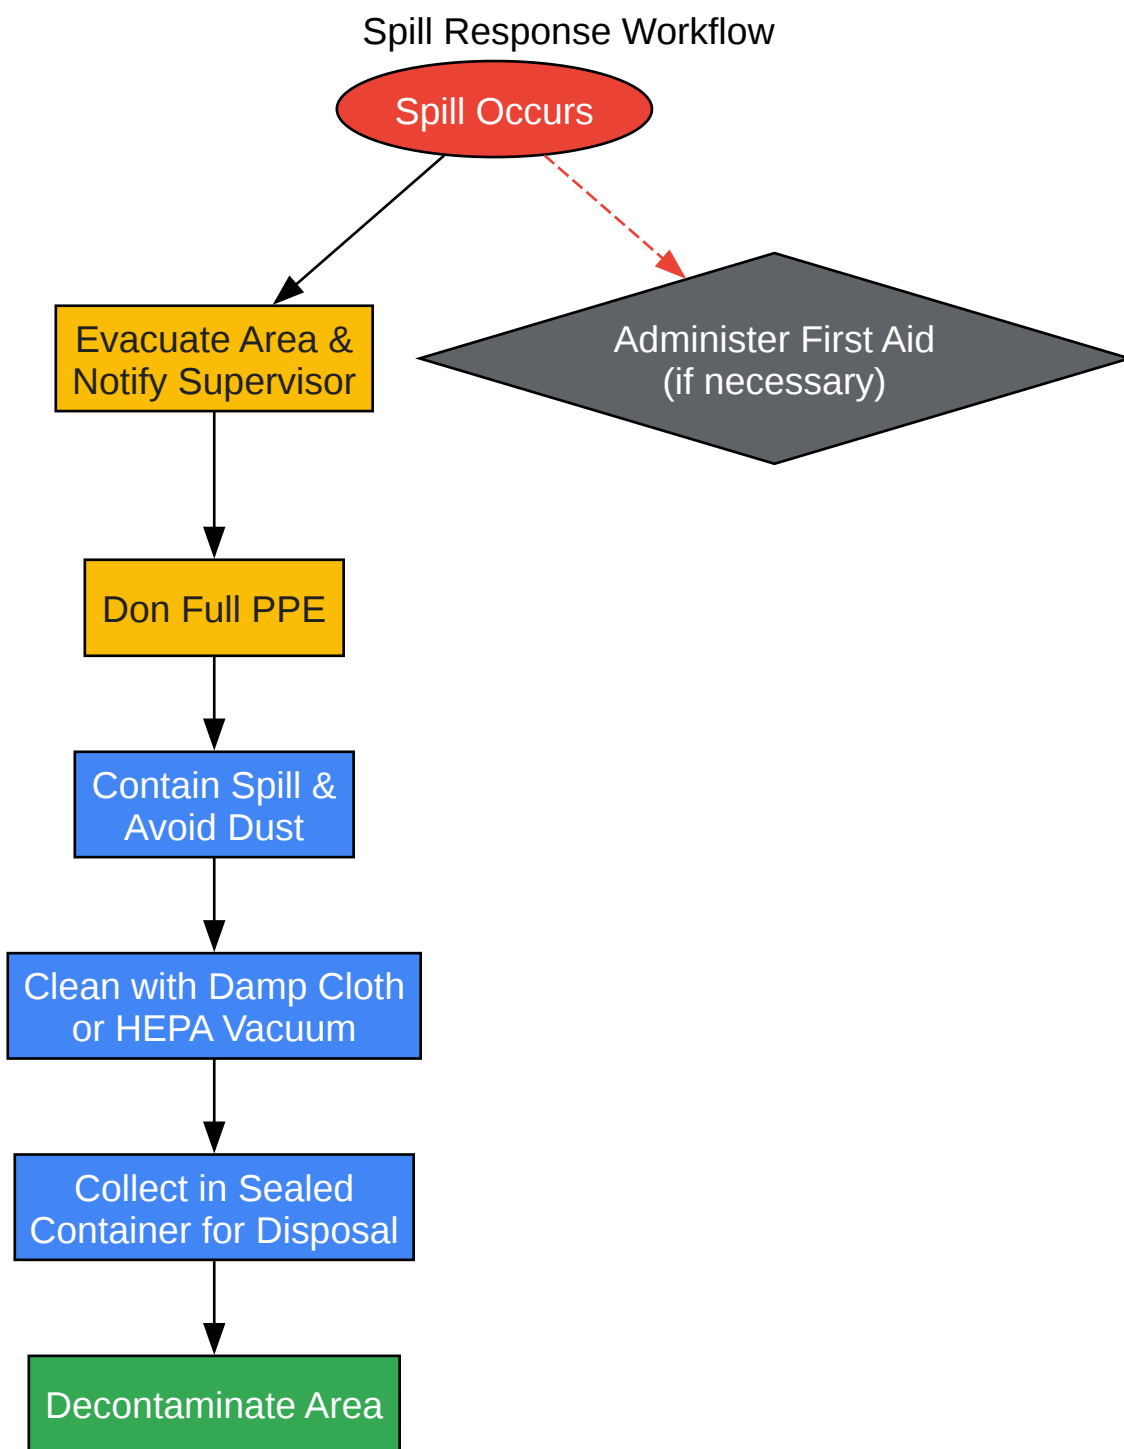 Spill Response Workflow
Spill Occurs
Evacuate Area &
Notify Supervisor
Administer First Aid
(if necessary)
Don Full PPE
Contain Spill &
Avoid Dust
Clean with Damp Cloth
or HEPA Vacuum
Collect in Sealed
Container for Disposal
Decontaminate Area